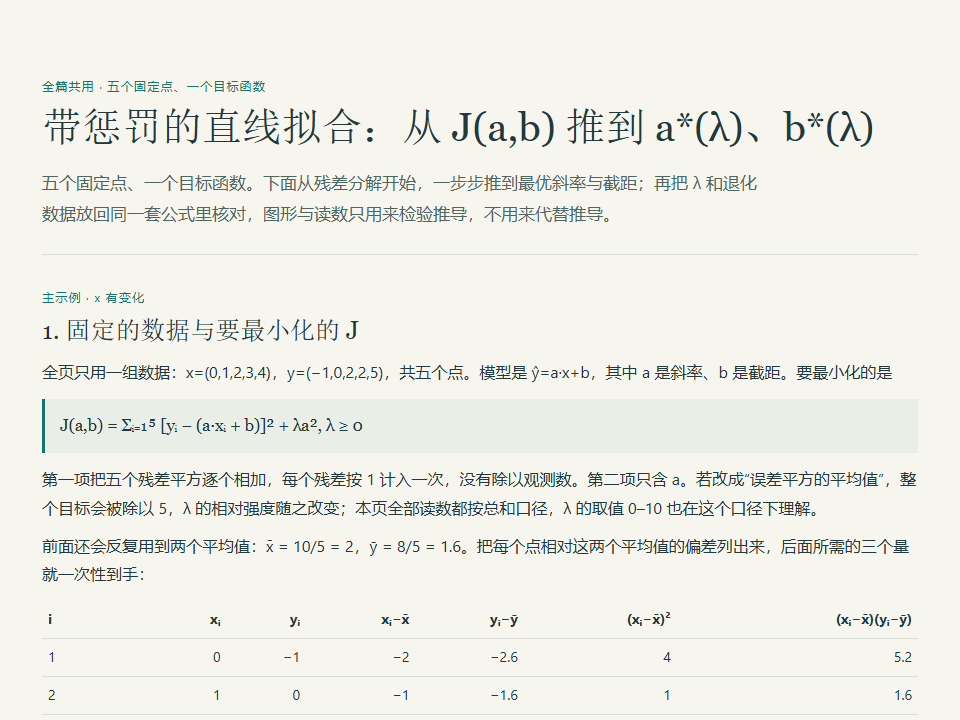 全篇共用 · 五个固定点、一个目标函数
带惩罚的直线拟合：从 J(a,b) 推到 a*(λ)、b*(λ)
五个固定点、一个目标函数。下面从残差分解开始，一步步推到最优斜率与截距；再把 λ 和退化
数据放回同一套公式里核对，图形与读数只用来检验推导，不用来代替推导。
主示例 · x 有变化
1. 固定的数据与要最小化的 J
全页只用一组数据：x=(0,1,2,3,4)，y=(−1,0,2,2,5)，共五个点。模型是 ŷ=a·x+b，其中 a 是斜率、b 是截距。要最小化的是
J(a,b) = Σᵢ₌₁⁵ [yᵢ − (a·xᵢ + b)]² + λa², λ ≥ 0
第一项把五个残差平方逐个相加，每个残差按 1 计入一次，没有除以观测数。第二项只含 a。若改成“误差平方的平均值”，整
个目标会被除以 5，λ 的相对强度随之改变；本页全部读数都按总和口径，λ 的取值 0–10 也在这个口径下理解。
前面还会反复用到两个平均值：x̄ = 10/5 = 2，ȳ = 8/5 = 1.6。把每个点相对这两个平均值的偏差列出来，后面所需的三个量
就一次性到手：
i xᵢ yᵢ xᵢ−x̄ yᵢ−ȳ (xᵢ−x̄)² (xᵢ−x̄)(yᵢ−ȳ)
1 0 −1 −2 −2.6 4 5.2
2 1 0 −1 −1.6 1 1.6